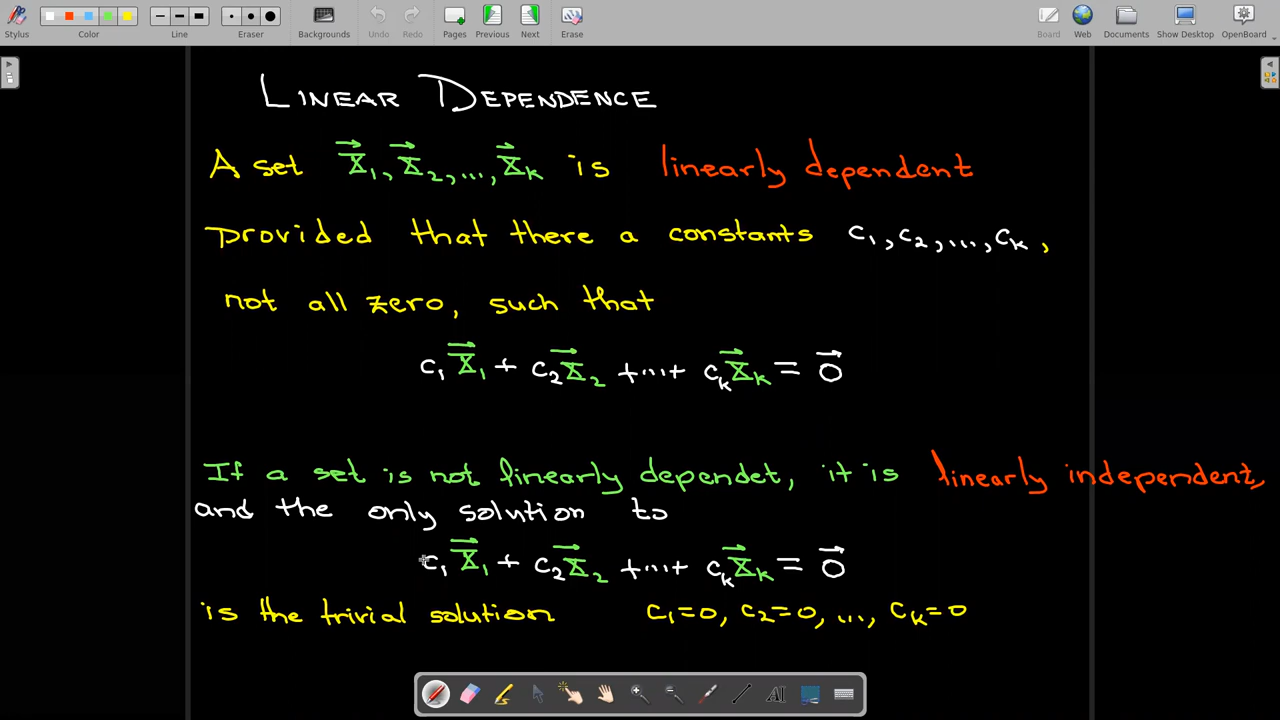 Stylus Color Line Eraser Backgrounds Undo Redo Pages Previous Next Erase Board Web Documents Show Desktop OpenBoard
LINEAR DEPENDENCE
A set X⃗₁, X⃗₂, ..., X⃗ₖ is linearly dependent
provided that there a constants c₁, c₂, ..., cₖ,
not all zero, such that
c₁X⃗₁ + c₂X⃗₂ + ... + cₖX⃗ₖ = 0⃗
If a set is not linearly dependet, it is linearly independent,
and the only solution to
c₁X⃗₁ + c₂X⃗₂ + ... + cₖX⃗ₖ = 0⃗
is the trivial solution c₁=0, c₂=0, ..., cₖ=0